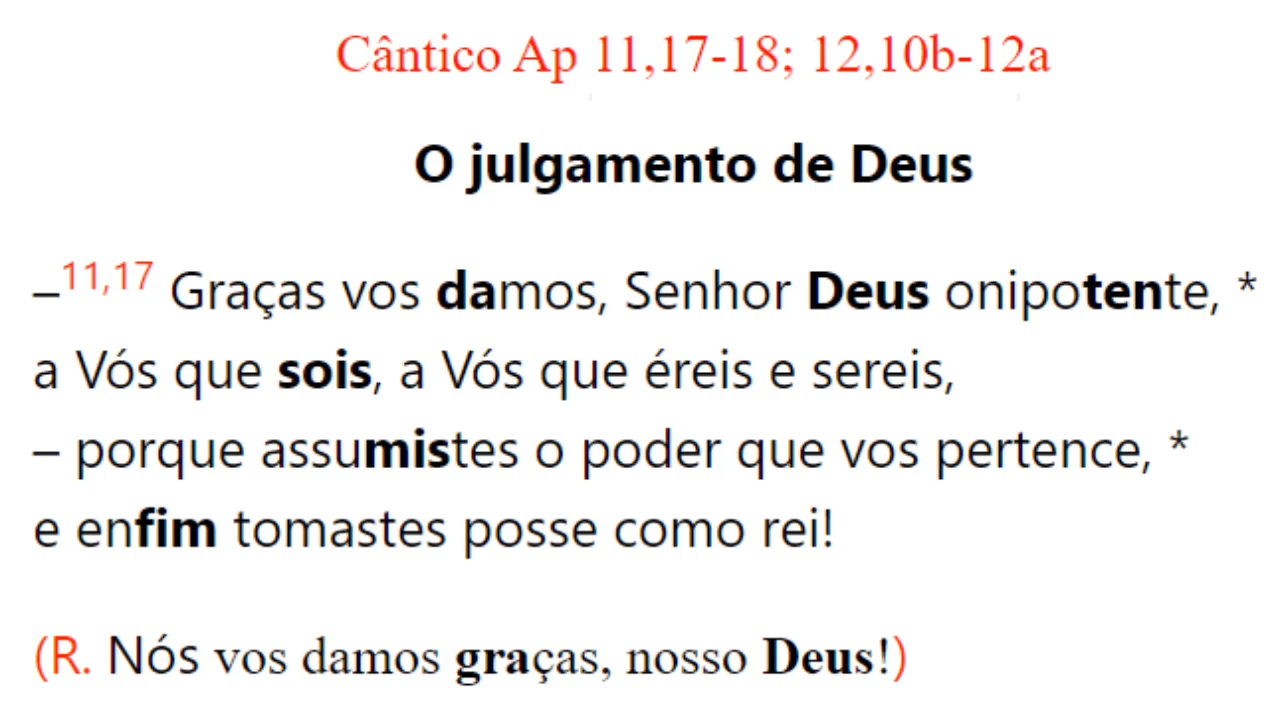 Cântico Ap 11,17-18; 12,10b-12a
O julgamento de Deus
–11,17 Graças vos damos, Senhor Deus onipotente, *
a Vós que sois, a Vós que éreis e sereis,
– porque assumistes o poder que vos pertence, *
e enfim tomastes posse como rei!
(R. Nós vos damos graças, nosso Deus!)